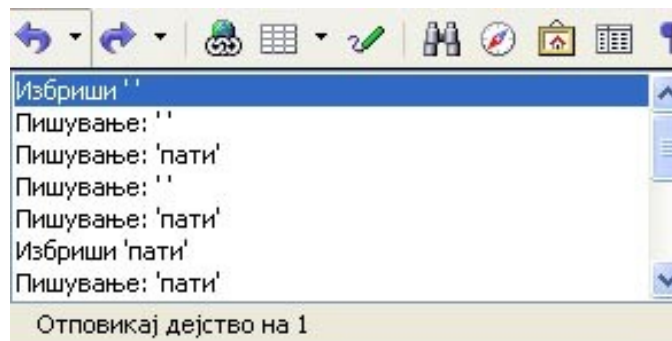 Избриши ' '
Пишување: ' '
Пишување: 'пати'
Пишување: ' '
Пишување: 'пати'
Избриши 'пати'
Пишување: 'пати'
Отповикај дејство на 1